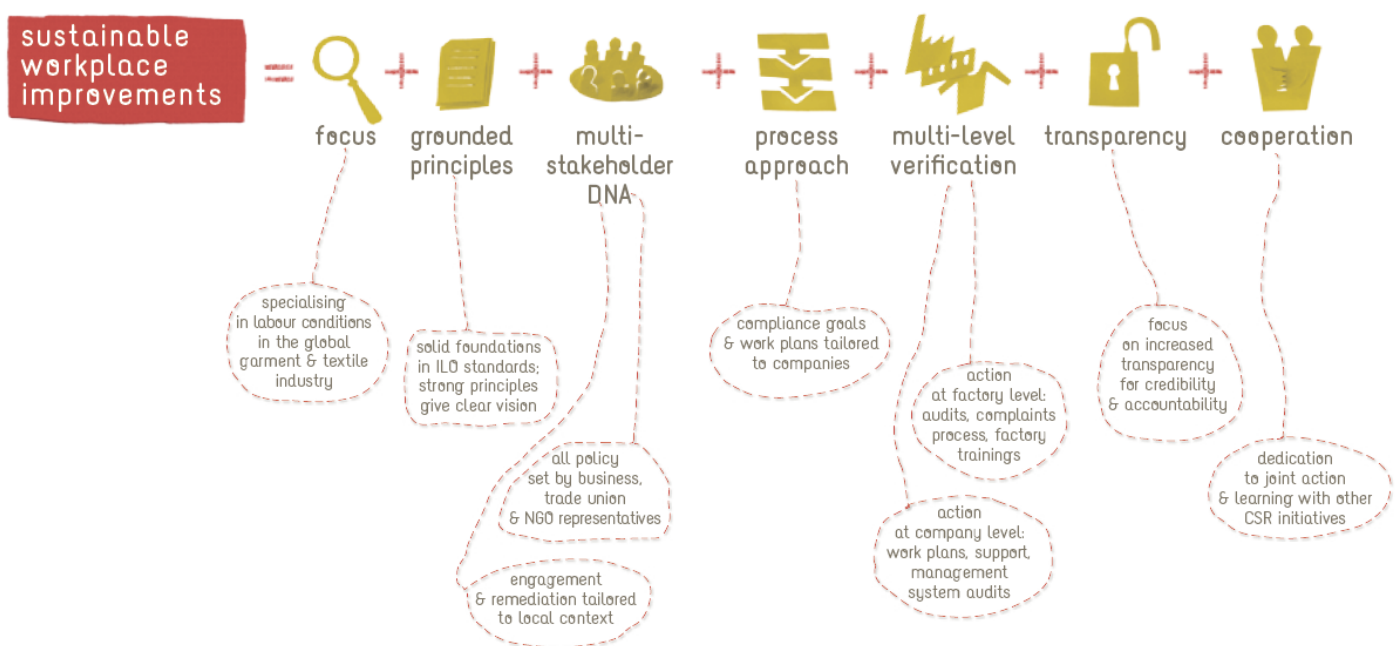 sustainable
workplace
improvements
=
+
+
+
+
+
+
focus
grounded
principles
multi-
stakeholder
DNA
process
approach
multi-level
verification
transparency
cooperation
specialising
in labour conditions
in the global
garment & textile
industry
solid foundations
in ILO standards;
strong principles
give clear vision
all policy
set by business,
trade union
& NGO representatives
engagement
& remediation tailored
to local context
compliance goals
& work plans tailored
to companies
action
at factory level:
audits, complaints
process, factory
trainings
action
at company level:
work plans, support,
management
system audits
focus
on increased
transparency
for credibility
& accountability
dedication
to joint action
& learning with other
CSR initiatives